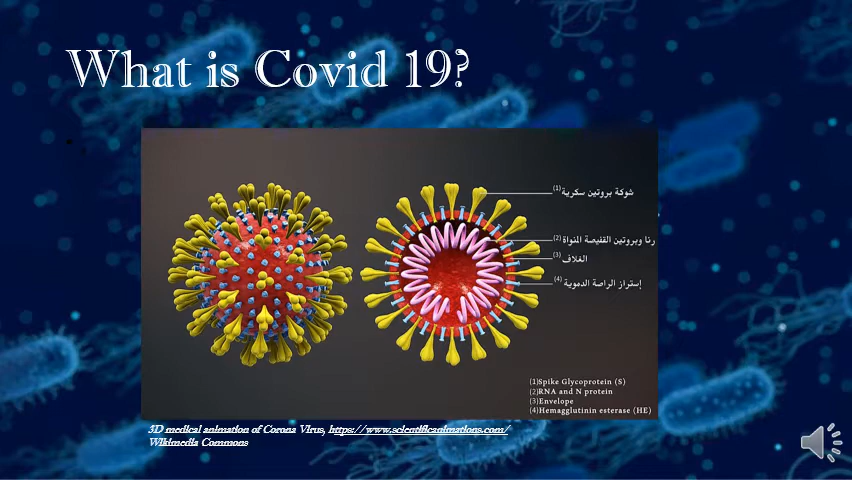 What is Covid 19?
(1)شوكة بروتين سكرية
(2)رنا وبروتين القفيصة المنواة
(3)الغلاف
(4)إستراز الراصة الدموية
(1)Spike Glycoprotein (S)
(2)RNA and N protein
(3)Envelope
(4)Hemagglutinin esterase (HE)
3D medical animation of Corona Virus, https://www.scientificanimations.com/
Wikimedia Commons